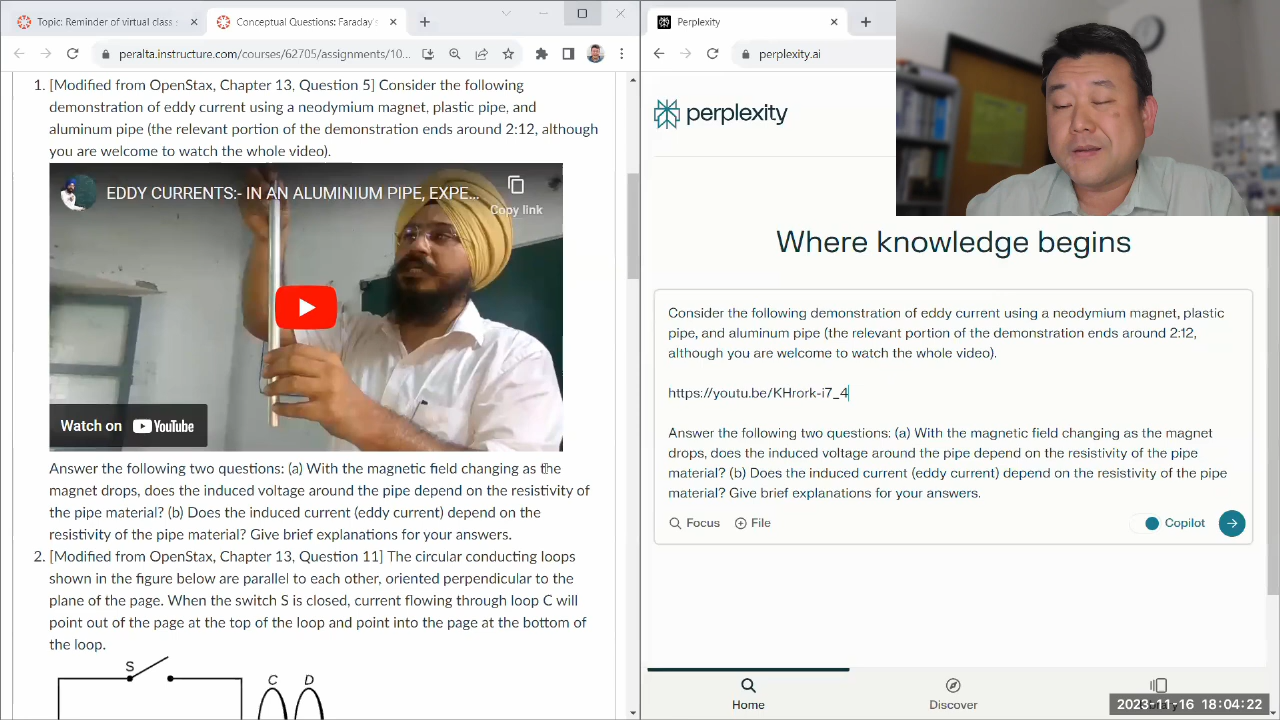 Topic: Reminder of virtual class s
Conceptual Questions: Faraday's
peralta.instructure.com/courses/62705/assignments/10...
1. [Modified from OpenStax, Chapter 13, Question 5] Consider the following
demonstration of eddy current using a neodymium magnet, plastic pipe, and
aluminum pipe (the relevant portion of the demonstration ends around 2:12, although
you are welcome to watch the whole video).
EDDY CURRENTS:- IN AN ALUMINIUM PIPE, EXPE...
Copy link
Watch on YouTube
Answer the following two questions: (a) With the magnetic field changing as the
magnet drops, does the induced voltage around the pipe depend on the resistivity of
the pipe material? (b) Does the induced current (eddy current) depend on the
resistivity of the pipe material? Give brief explanations for your answers.
2. [Modified from OpenStax, Chapter 13, Question 11] The circular conducting loops
shown in the figure below are parallel to each other, oriented perpendicular to the
plane of the page. When the switch S is closed, current flowing through loop C will
point out of the page at the top of the loop and point into the page at the bottom of
the loop.
S
C D
Perplexity
perplexity.ai
perplexity
Where knowledge begins
Consider the following demonstration of eddy current using a neodymium magnet, plastic
pipe, and aluminum pipe (the relevant portion of the demonstration ends around 2:12,
although you are welcome to watch the whole video).
https://youtu.be/KHrork-i7_4
Answer the following two questions: (a) With the magnetic field changing as the magnet
drops, does the induced voltage around the pipe depend on the resistivity of the pipe
material? (b) Does the induced current (eddy current) depend on the resistivity of the pipe
material? Give brief explanations for your answers.
Focus
File
Copilot
Home
Discover
2023-11-16 18:04:22